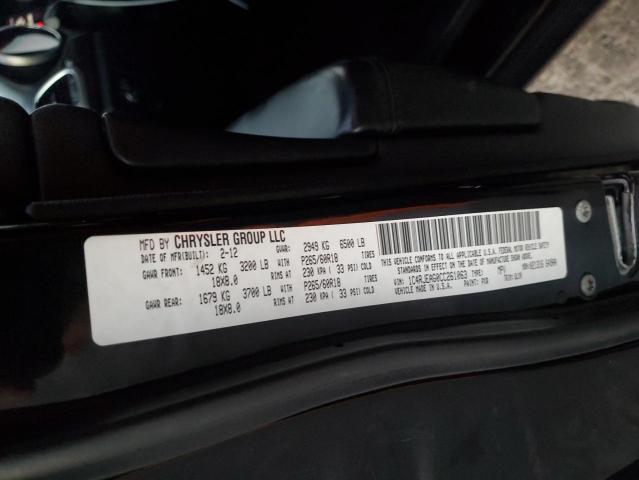 MFD BY CHRYSLER GROUP LLC
DATE OF MFR(BUILT): 2-12 GVWR: 2949 KG 6500 LB
GAWR FRONT: 1452 KG 3200 LB WITH P265/60R18 TIRES
18X8.0 RIMS AT 230 KPA ( 33 PSI) COLD
GAWR REAR: 1679 KG 3700 LB WITH P265/60R18 TIRES
18X8.0 RIMS AT 230 KPA ( 33 PSI) COLD
THIS VEHICLE CONFORMS TO ALL APPLICABLE U.S.A. FEDERAL MOTOR VEHICLE SAFETY
STANDARDS IN EFFECT ON THE DATE OF MANUFACTURE SHOWN ABOVE.
VIN: TYPE: MPV
VEHICLE MADE IN U.S.A. PAINT: PXR TRIM: